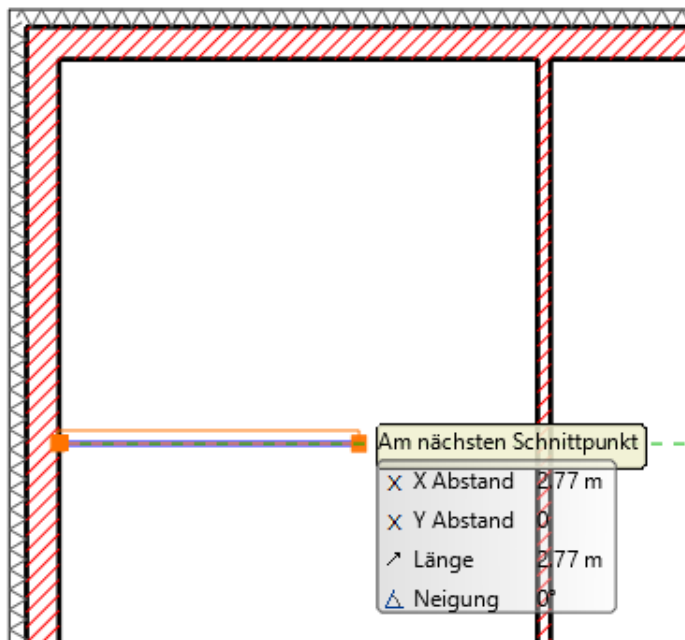 Am nächsten Schnittpunkt
X Abstand 2.77 m
Y Abstand 0
Länge 2.77 m
Neigung 0°